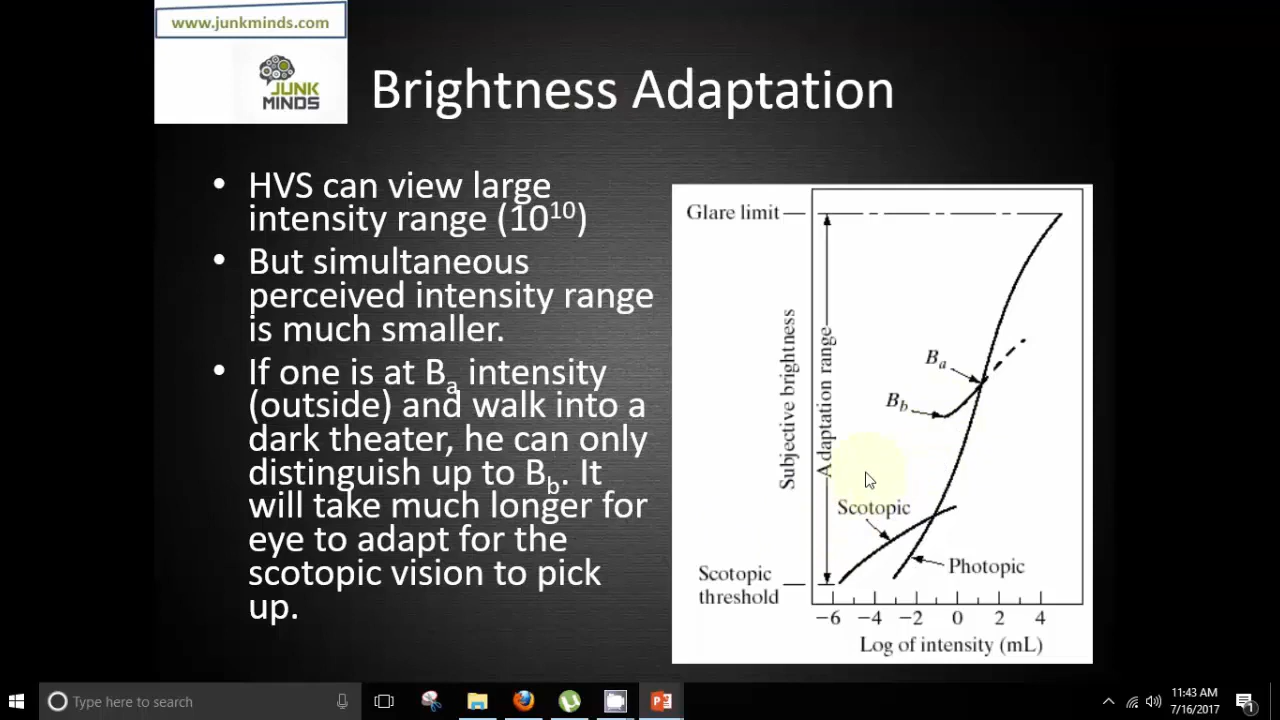 www.junkminds.com
JUNK
MINDS
Brightness Adaptation
• HVS can view large
intensity range (10¹⁰)
• But simultaneous
perceived intensity range
is much smaller.
• If one is at Ba intensity
(outside) and walk into a
dark theater, he can only
distinguish up to Bb. It
will take much longer for
eye to adapt for the
scotopic vision to pick
up.
Glare limit
Subjective brightness
Adaptation range
Ba
Bb
Scotopic
Photopic
Scotopic
threshold
−6 −4 −2 0 2 4
Log of intensity (mL)
Type here to search
11:43 AM
7/16/2017
1